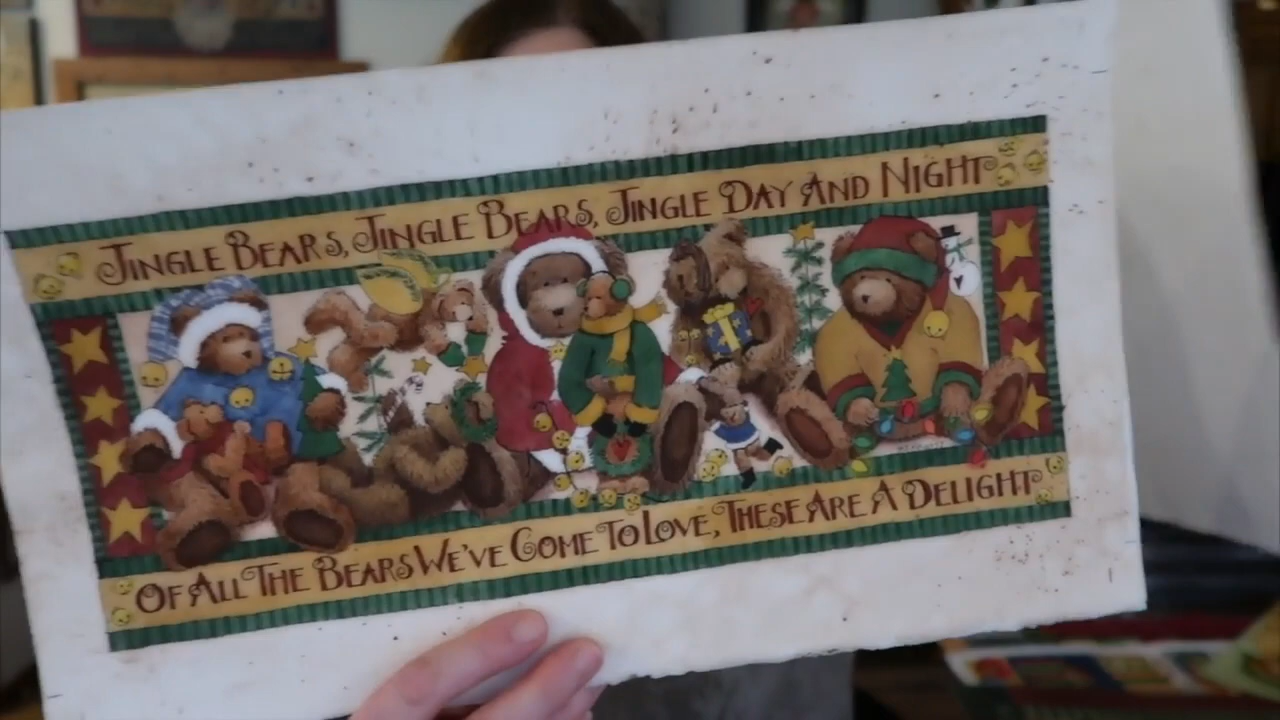 Jingle Bears, Jingle Bears, Jingle Day And Night
Of All The Bears We've Come To Love, These Are A Delight